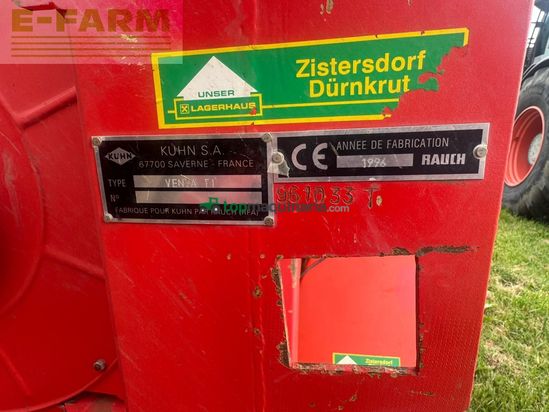 E-FARM
Zistersdorf
Dürnkrut
UNSER
LAGERHAUS
KUHN
KUHN S.A.
67700 SAVERNE - FRANCE
TYPE VENTA TI
N°
FABRIQUE POUR KUHN PAR RAUCH (RFA)
CE
ANNEE DE FABRICATION
1996 RAUCH
961033 T
Zistersdorf